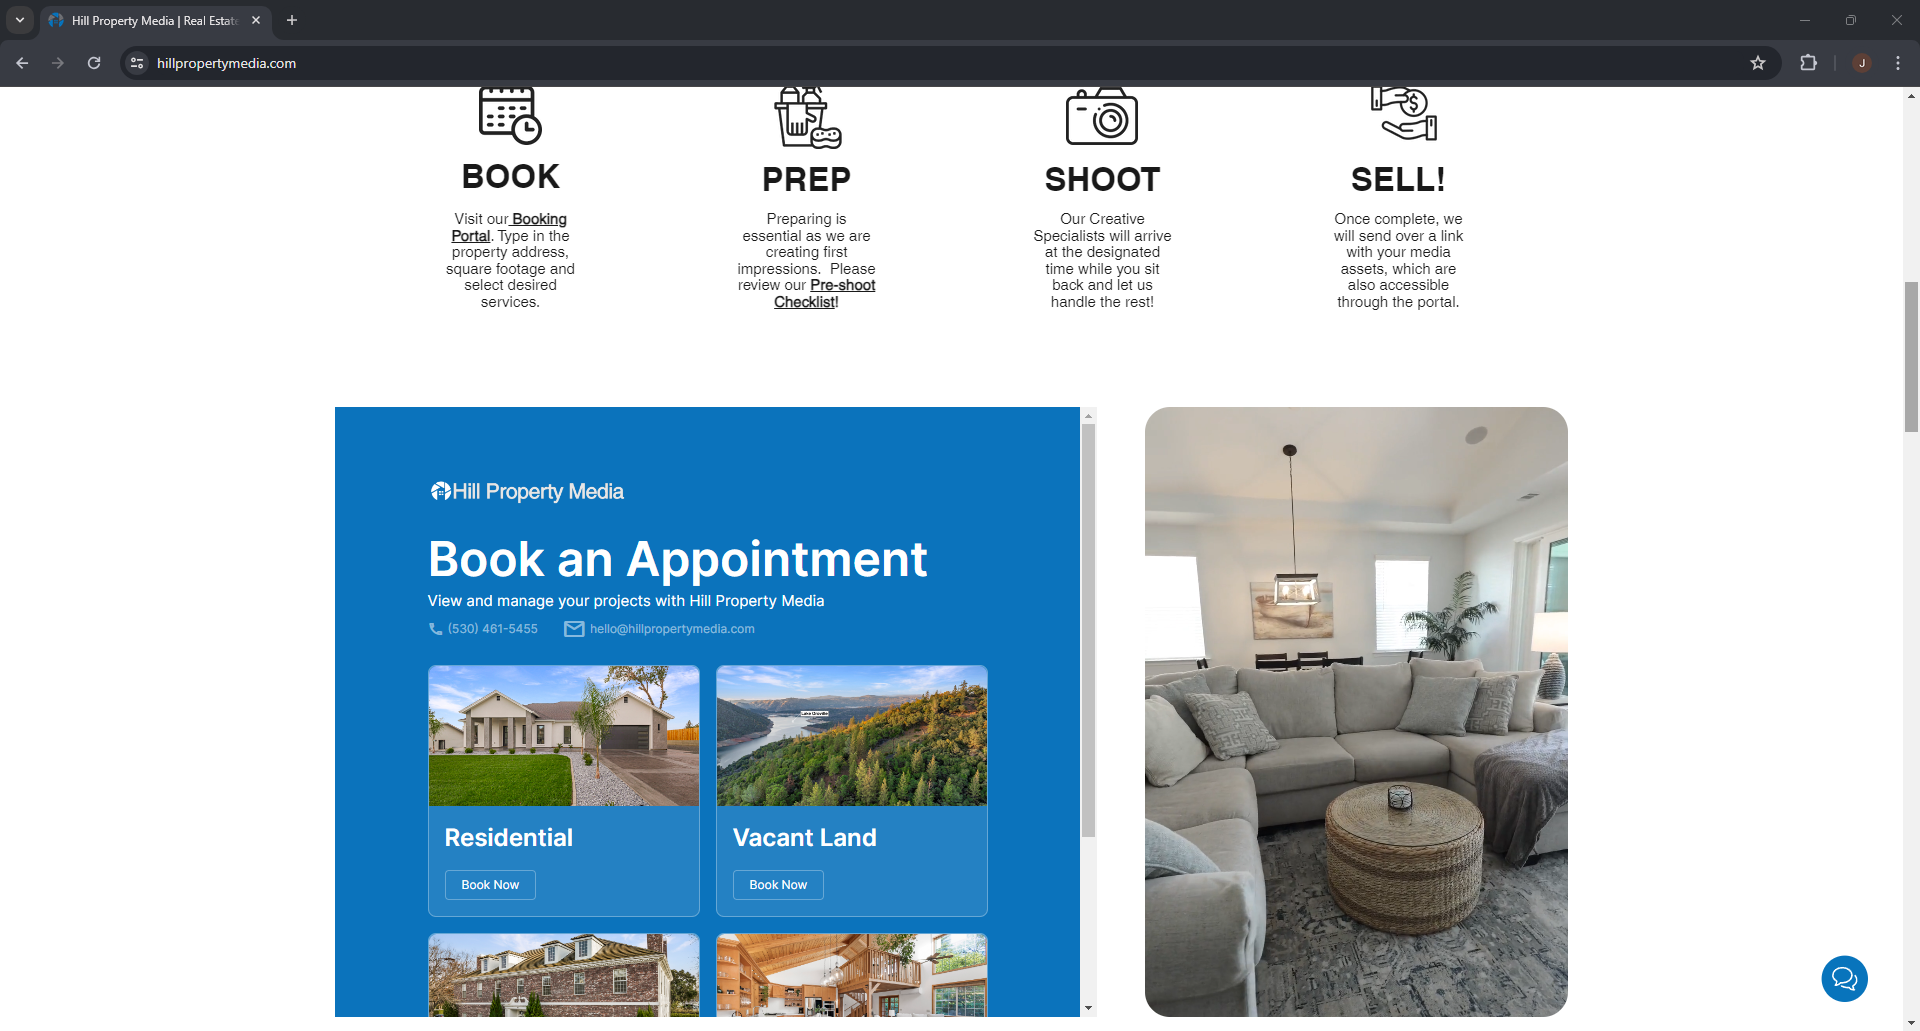 Hill Property Media | Real Estate
hillpropertymedia.com
J
BOOK
Visit our Booking
Portal. Type in the
property address,
square footage and
select desired
services.
PREP
Preparing is
essential as we are
creating first
impressions. Please
review our Pre-shoot
Checklist!
SHOOT
Our Creative
Specialists will arrive
at the designated
time while you sit
back and let us
handle the rest!
SELL!
Once complete, we
will send over a link
with your media
assets, which are
also accessible
through the portal.
Hill Property Media
Book an Appointment
View and manage your projects with Hill Property Media
(530) 461-5455
hello@hillpropertymedia.com
Lake Oroville
Residential
Book Now
Vacant Land
Book Now